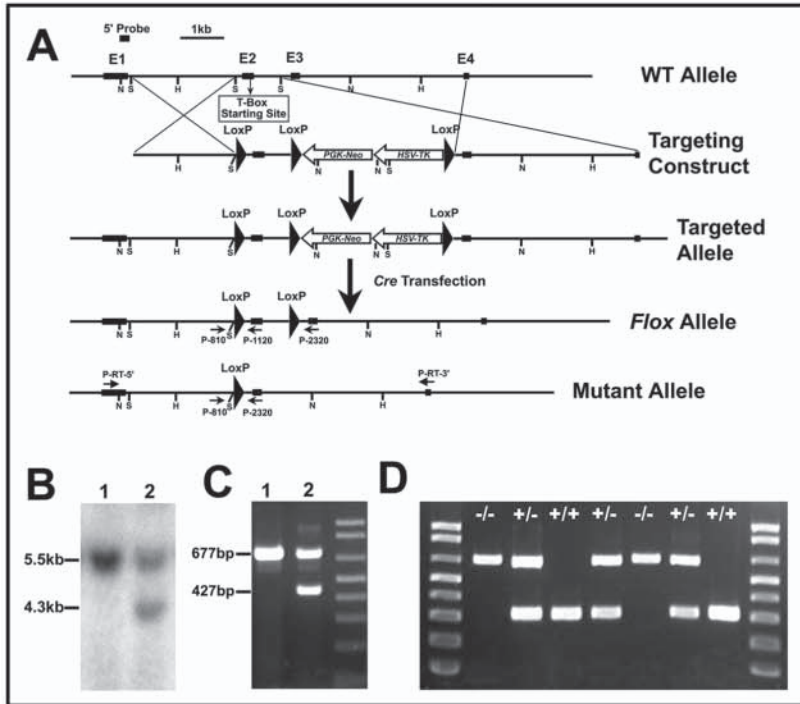 A
5' Probe
1kb
E1 E2 E3 E4
WT Allele
N S H S S N H
T-Box
Starting Site
LoxP LoxP LoxP
Targeting
Construct
PGK-Neo HSV-TK
H S N N S N H
LoxP LoxP LoxP
Targeted
Allele
PGK-Neo HSV-TK
N S H S N N S N H
Cre Transfection
LoxP LoxP
Flox Allele
N S H P-810 S P-1120 P-2320 N H
P-RT-5' LoxP P-RT-3'
Mutant Allele
N S H P-810 S P-2320 N H
B
1 2
5.5kb
4.3kb
C
1 2
677bp
427bp
D
-/- +/- +/+ +/- -/- +/- +/+